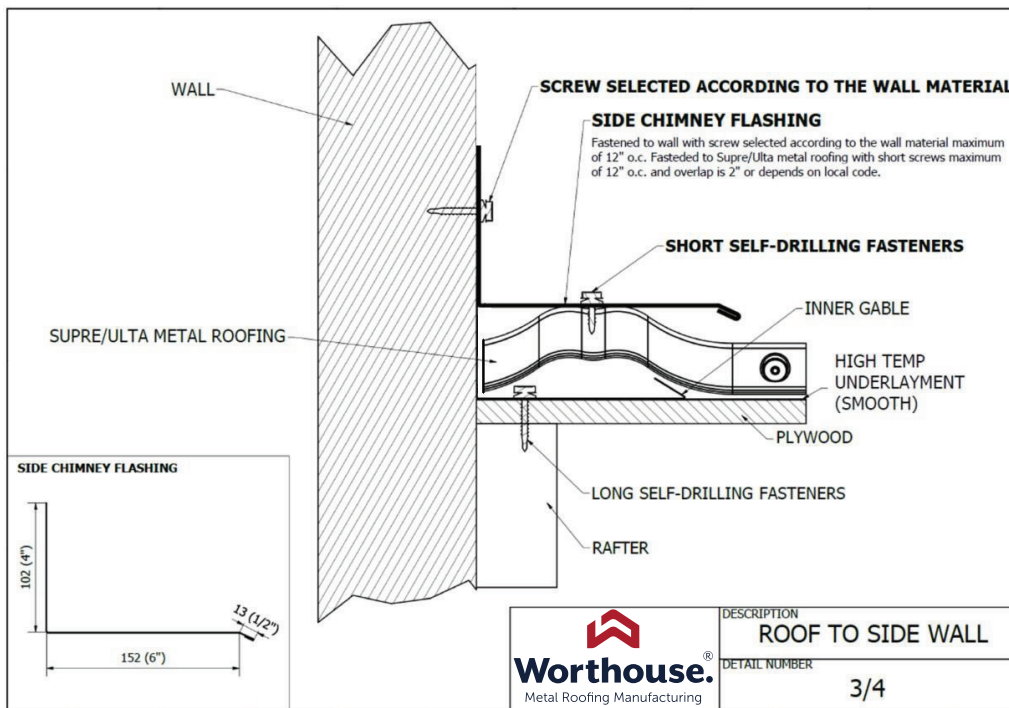 WALL
SCREW SELECTED ACCORDING TO THE WALL MATERIAL
SIDE CHIMNEY FLASHING
Fastened to wall with screw selected according to the wall material maximum
of 12" o.c. Fasteded to Supre/Ulta metal roofing with short screws maximum
of 12" o.c. and overlap is 2" or depends on local code.
SHORT SELF-DRILLING FASTENERS
INNER GABLE
SUPRE/ULTA METAL ROOFING
HIGH TEMP
UNDERLAYMENT
(SMOOTH)
PLYWOOD
LONG SELF-DRILLING FASTENERS
RAFTER
SIDE CHIMNEY FLASHING
102 (4")
13 (1/2")
152 (6")
Worthouse.®
Metal Roofing Manufacturing
DESCRIPTION
ROOF TO SIDE WALL
DETAIL NUMBER
3/4